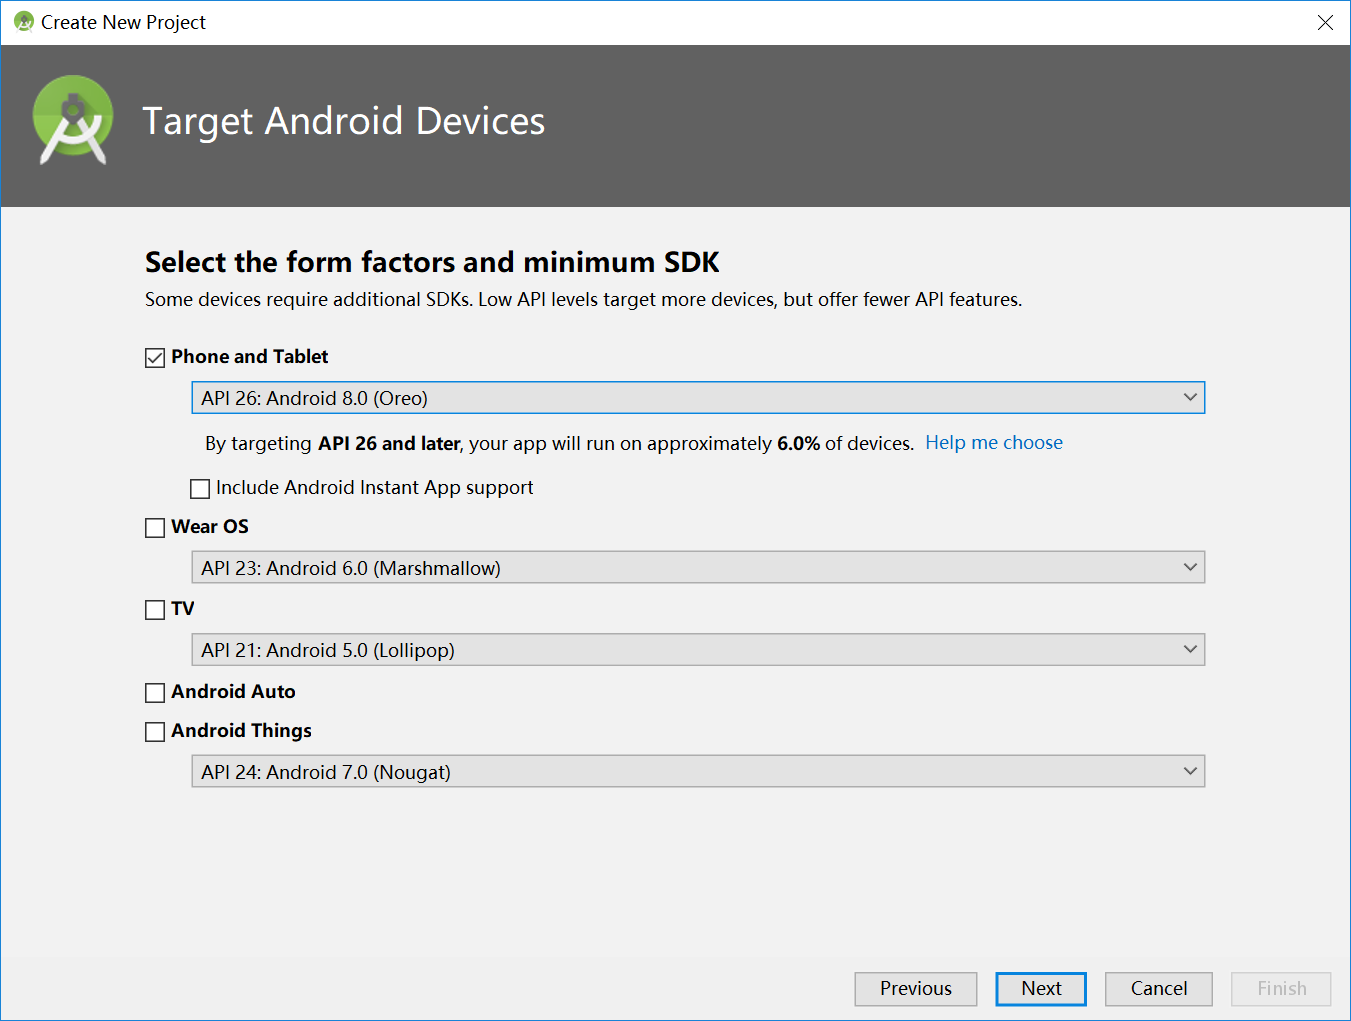 Create New Project
Target Android Devices
Select the form factors and minimum SDK
Some devices require additional SDKs. Low API levels target more devices, but offer fewer API features.
Phone and Tablet
API 26: Android 8.0 (Oreo)
By targeting API 26 and later, your app will run on approximately 6.0% of devices. Help me choose
Include Android Instant App support
Wear OS
API 23: Android 6.0 (Marshmallow)
TV
API 21: Android 5.0 (Lollipop)
Android Auto
Android Things
API 24: Android 7.0 (Nougat)
Previous Next Cancel Finish